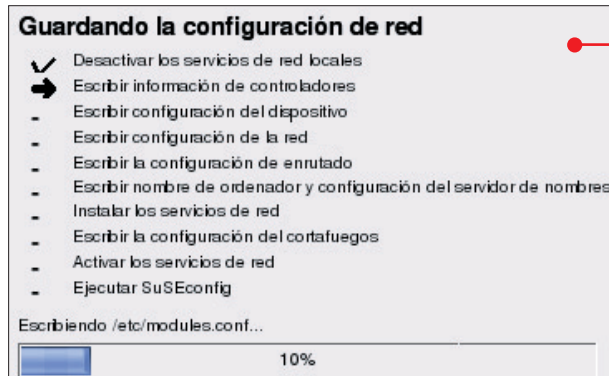 Guardando la configuración de red
Desactivar los servicios de red locales
Escribir información de controladores
Escribir configuración del dispositivo
Escribir configuración de la red
Escribir la configuración de enrutado
Escribir nombre de ordenador y configuración del servidor de nombres
Instalar los servicios de red
Escribir la configuración del cortafuegos
Activar los servicios de red
Ejecutar SuSEconfig
Escribiendo /etc/modules.conf...
10%